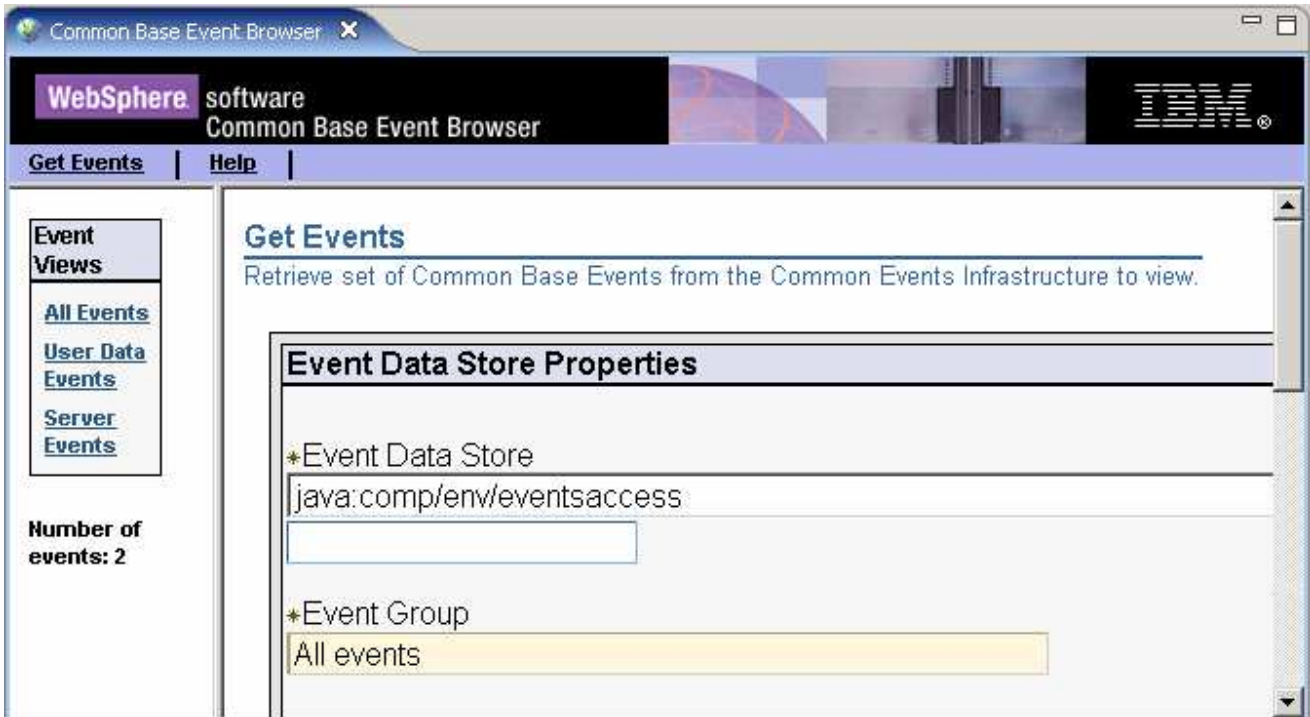 Common Base Event Browser
WebSphere software
Common Base Event Browser
IBM®
Get Events | Help |
Event
Views
All Events
User Data
Events
Server
Events
Number of
events: 2
Get Events
Retrieve set of Common Base Events from the Common Events Infrastructure to view.
Event Data Store Properties
*Event Data Store
java:comp/env/eventsaccess
*Event Group
All events